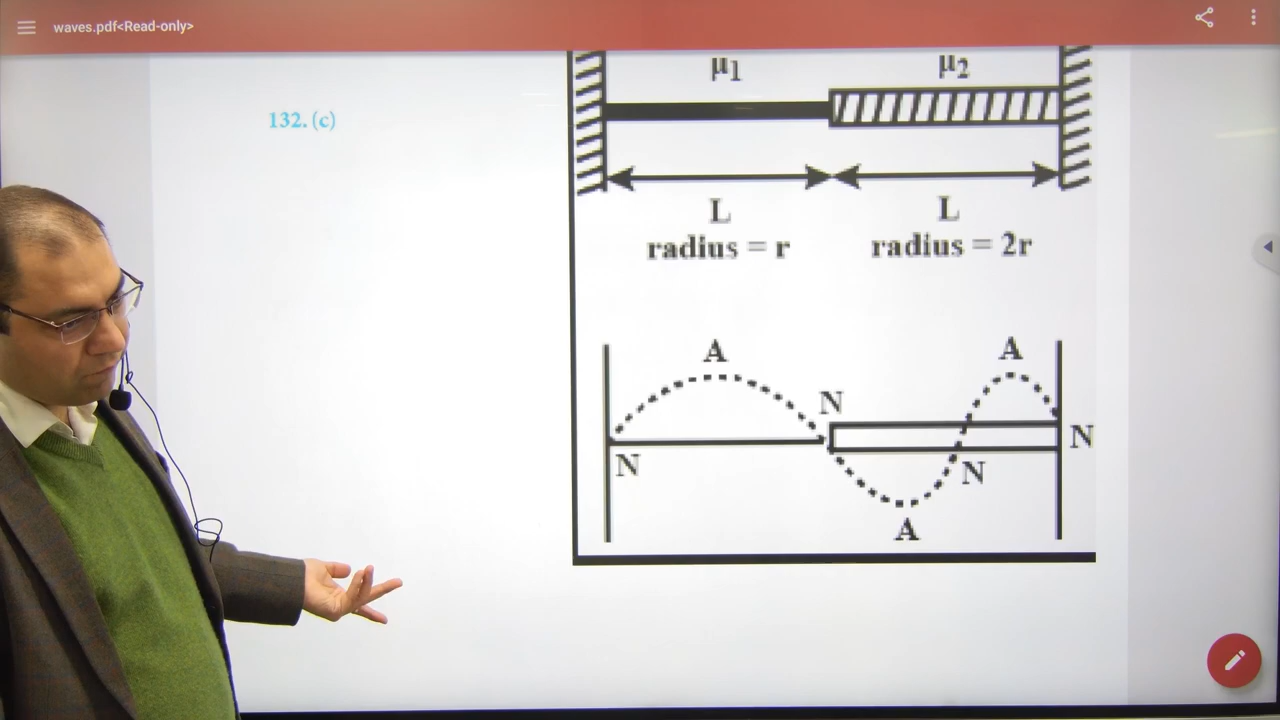 waves.pdf<Read-only>
μ1 μ2
132. (c)
L L
radius = r radius = 2r
A A
N
N N N
A